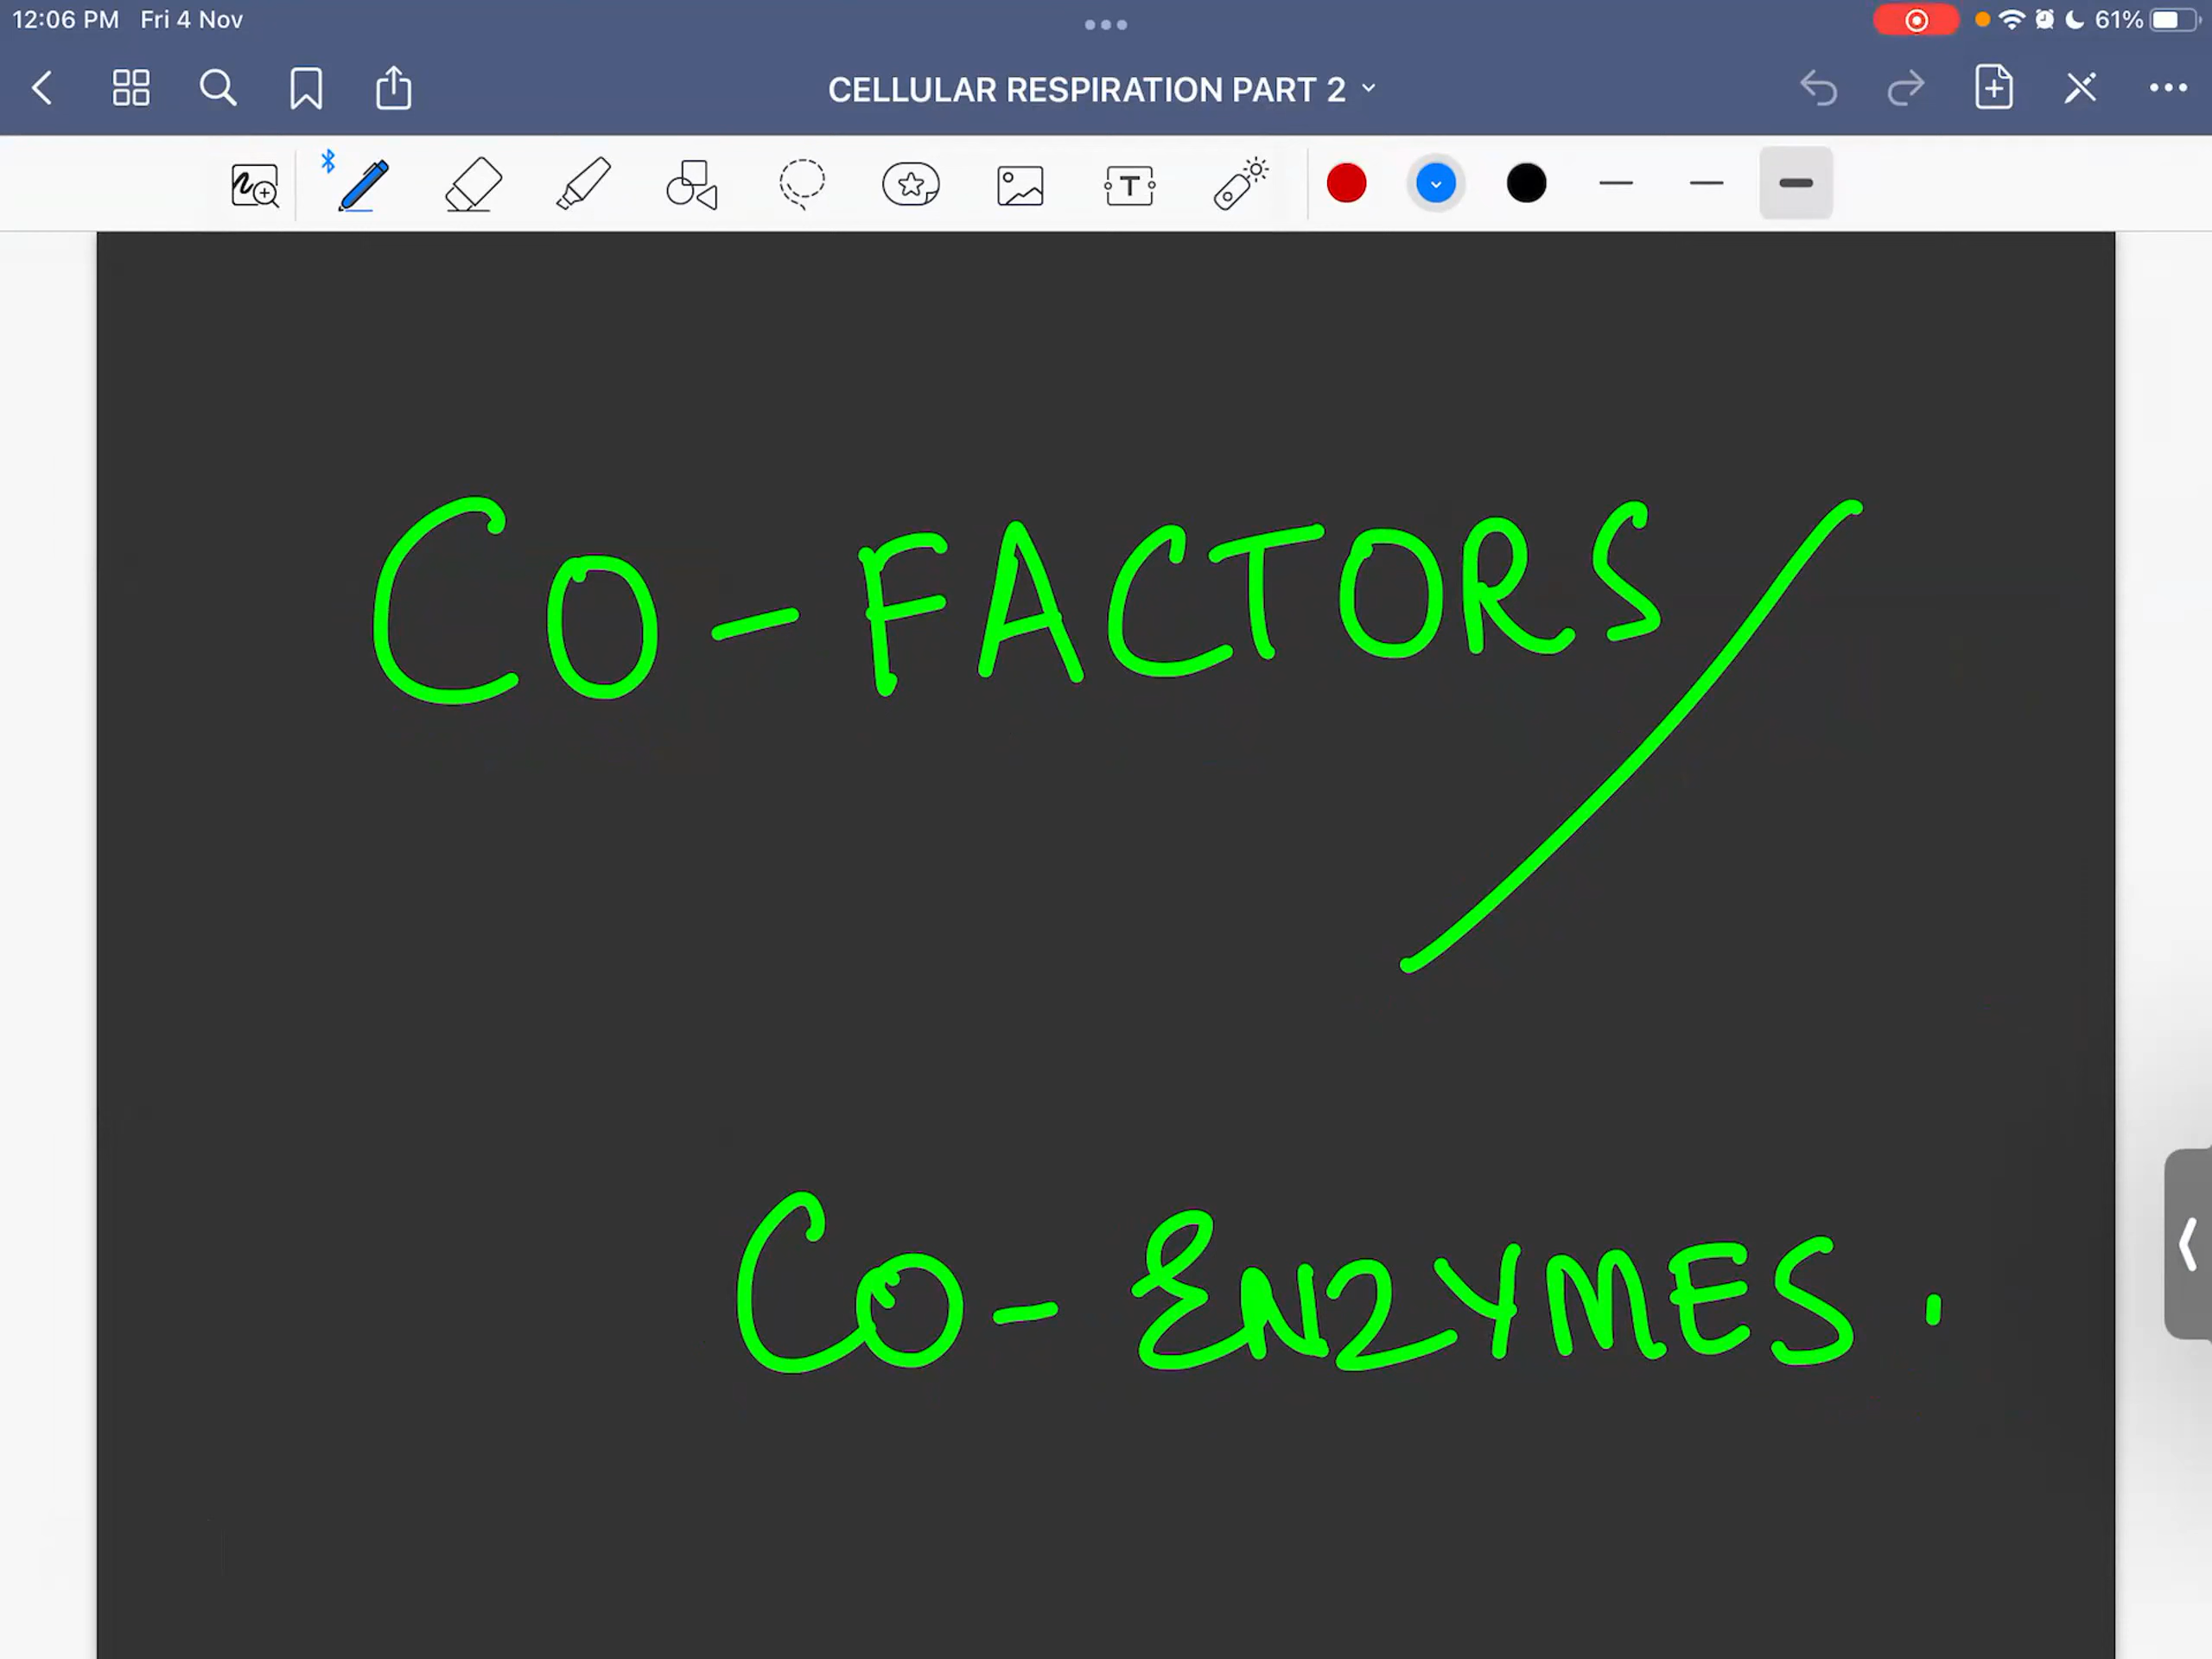 12:06 PM Fri 4 Nov 61%
CELLULAR RESPIRATION PART 2
T
CO-FACTORS/
CO-ENZYMES.